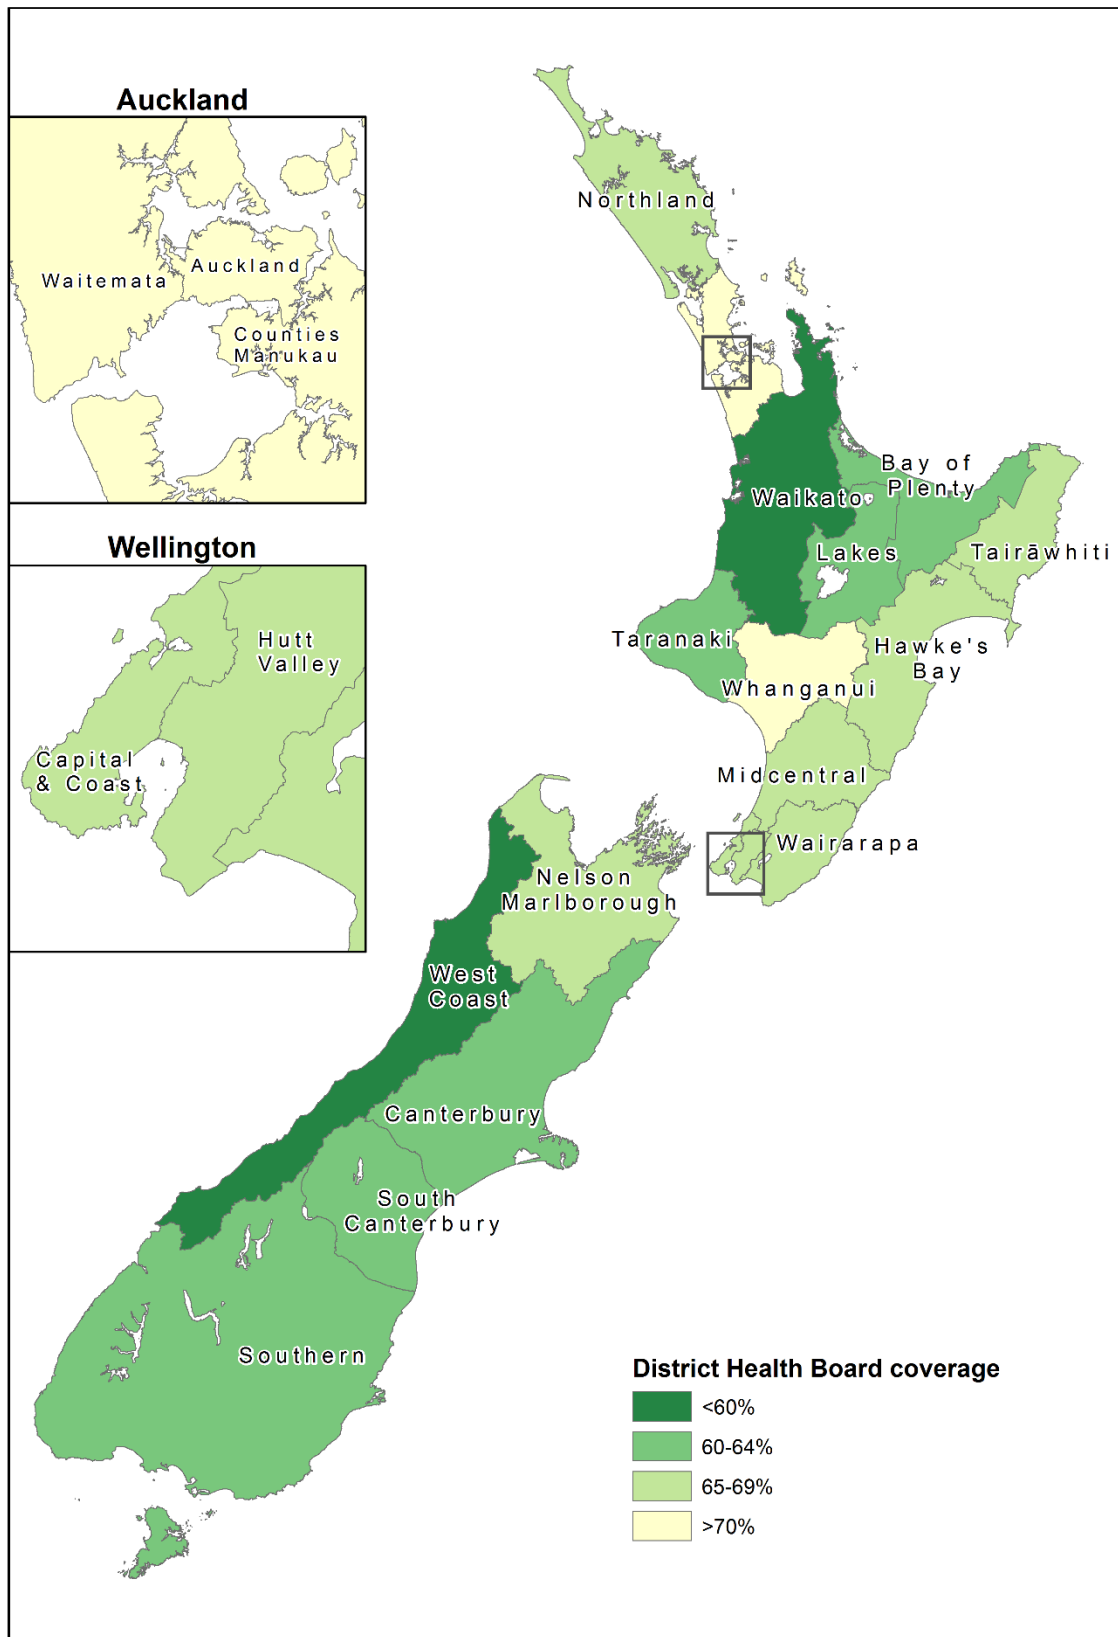 Auckland
Waitemata
Auckland
Counties
Manukau
Wellington
Hutt
Valley
Capital
& Coast
Northland
Waikato
Bay of
Plenty
Lakes
Tairāwhiti
Taranaki
Hawke's
Bay
Whanganui
Midcentral
Wairarapa
Nelson
Marlborough
West
Coast
Canterbury
South
Canterbury
Southern
District Health Board coverage
<60%
60-64%
65-69%
>70%